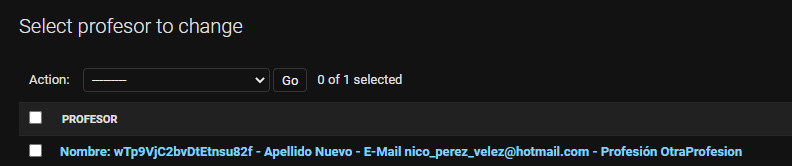 Select profesor to change
Action: --------- Go 0 of 1 selected
PROFESOR
Nombre: wTp9VjC2bvDtEtnsu82f - Apellido Nuevo - E-Mail nico_perez_velez@hotmail.com - Profesión OtraProfesion